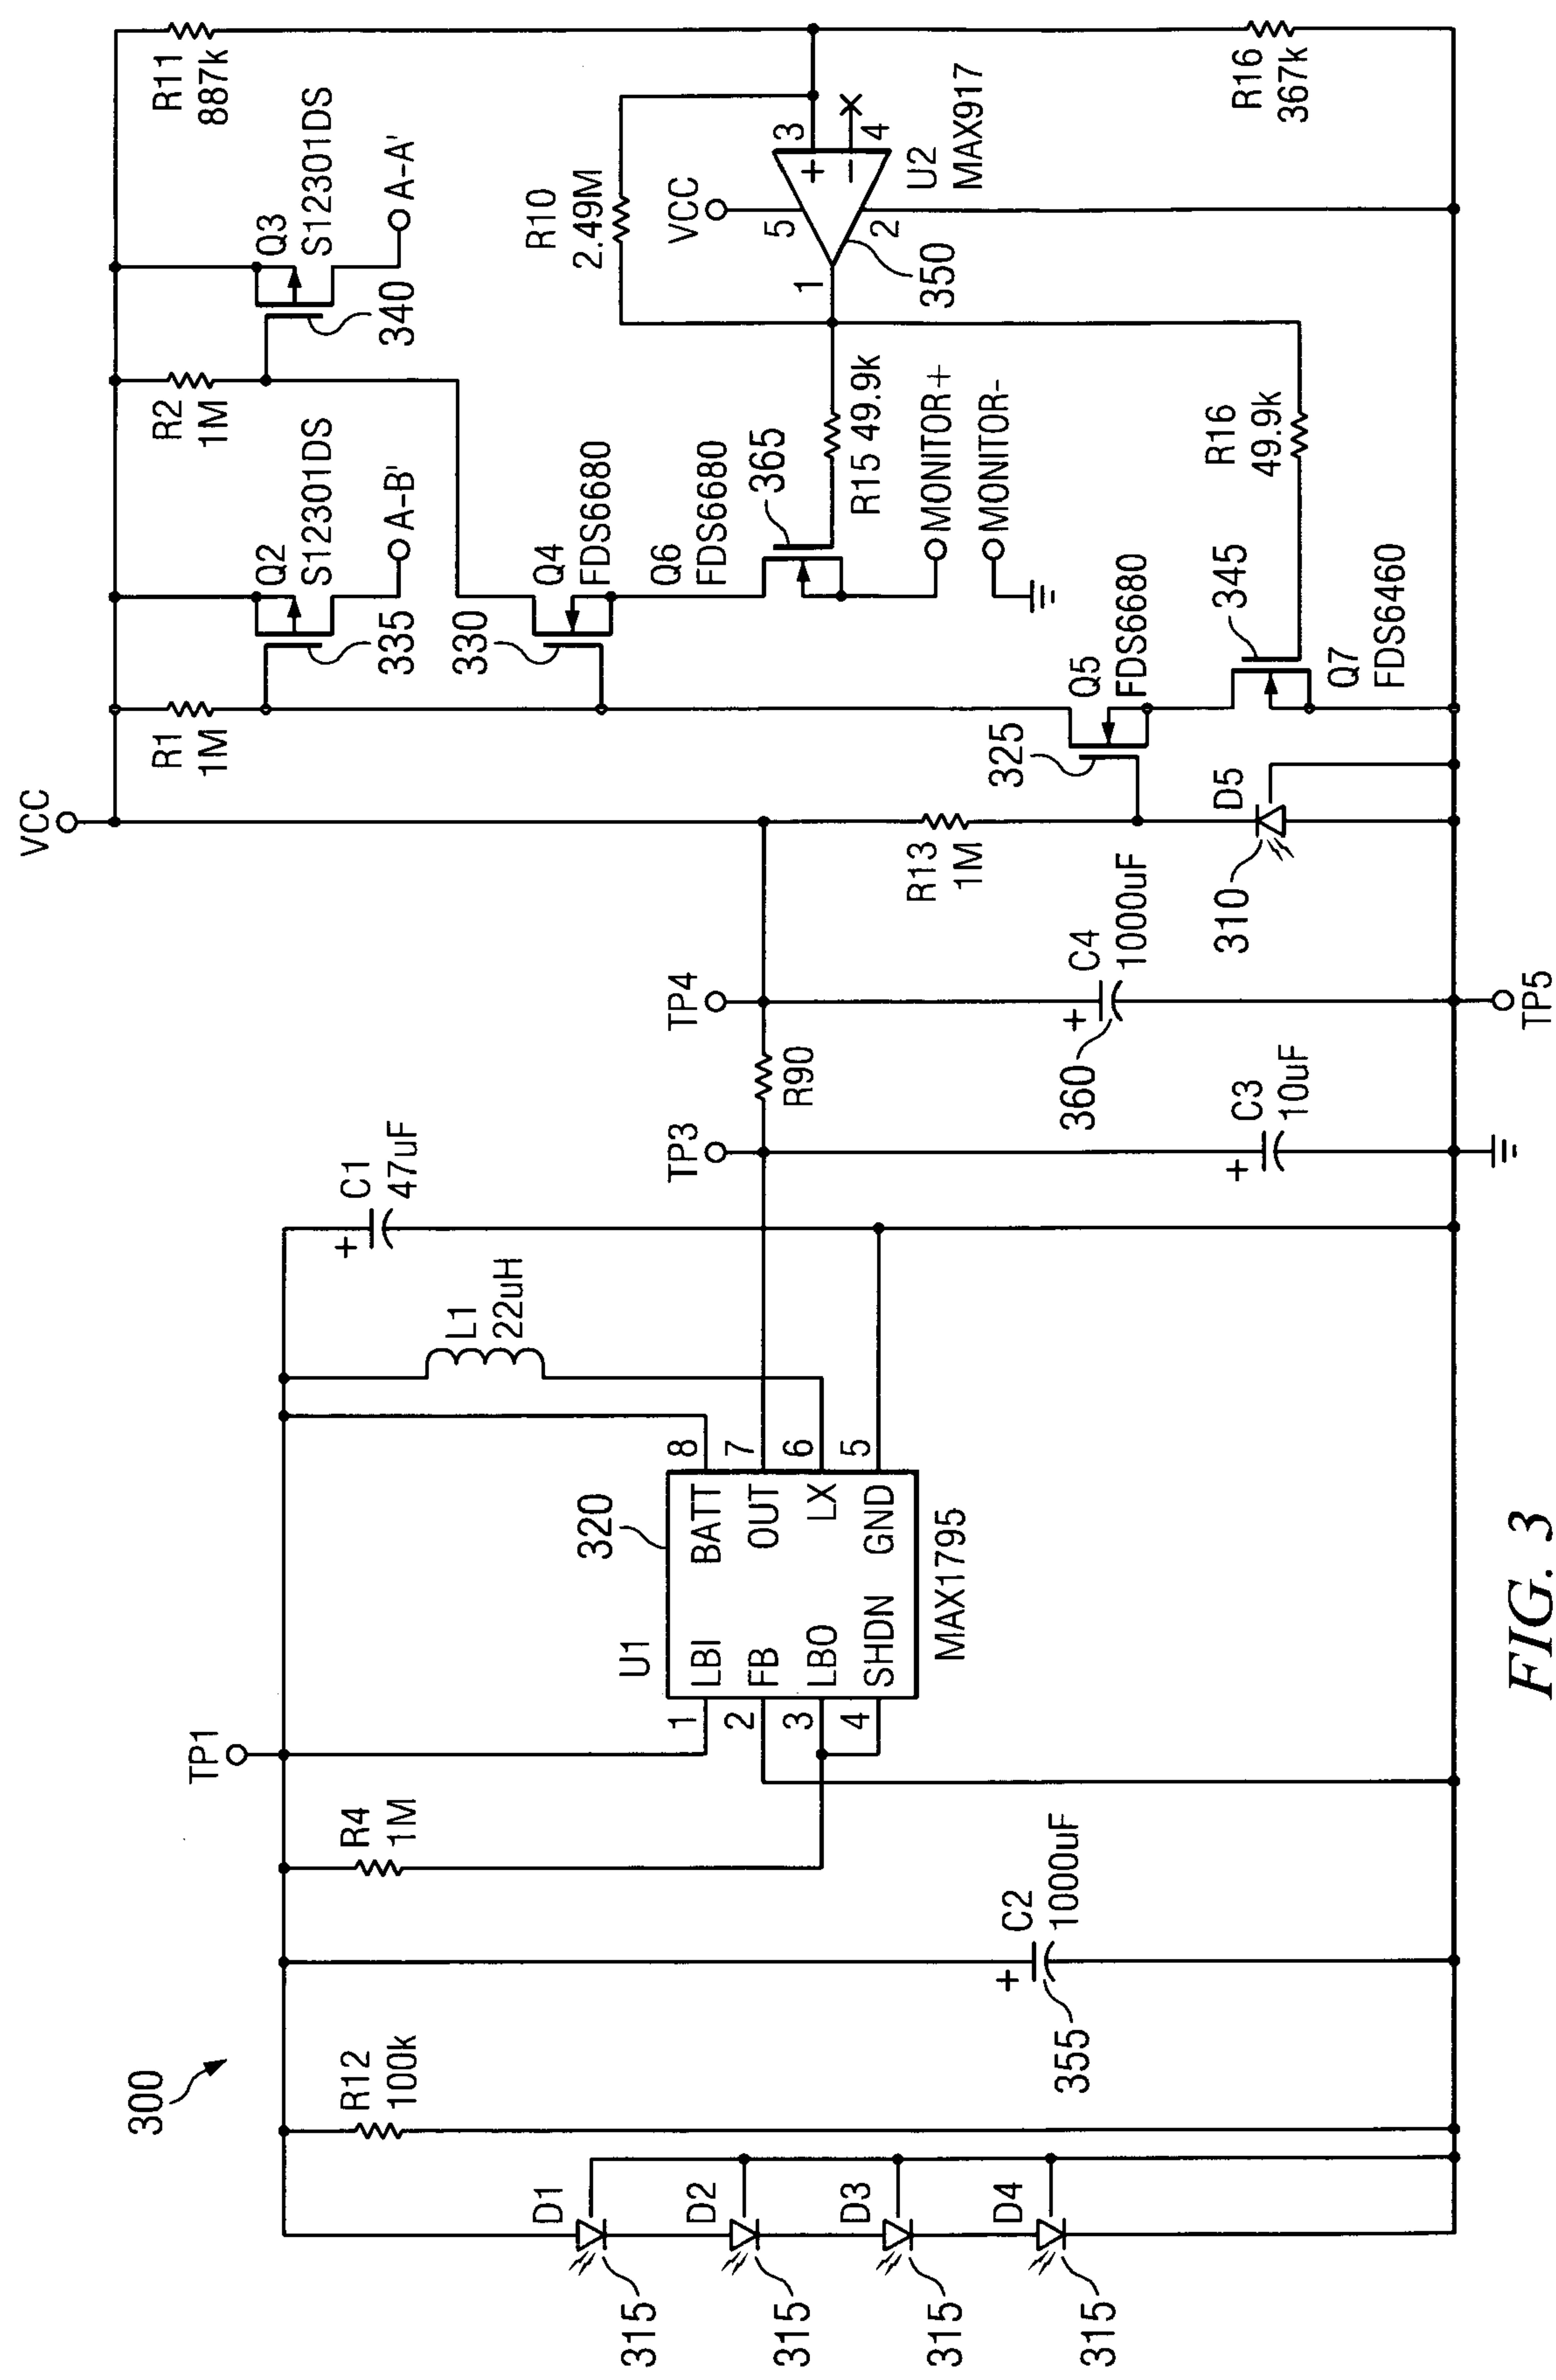 300
D1
D2
D3
D4
315
315
315
315
R12
100k
C2
1000uF
355
R4
1M
TP1
U1
320
1
2
3
4
LBI
FB
LBO
SHDN
BATT
OUT
LX
GND
8
7
6
5
MAX1795
L1
22uH
C1
47uF
+
TP3
R90
TP4
+
C3
10uF
+
360
C4
1000uF
+
TP5
VCC
R13
1M
310
D5
R1
1M
325
Q5
FDS6680
345
Q7
FDS6460
Q2
S12301DS
335
A-B'
330
Q4
FDS6680
Q6
FDS6680
365
R15 49.9k
MONITOR+
MONITOR-
R16
49.9k
R2
1M
Q3
S12301DS
340
A-A'
R10
2.49M
VCC
5
3
+
−
4
1
2
350
U2
MAX917
R11
887k
R16
367k
FIG. 3